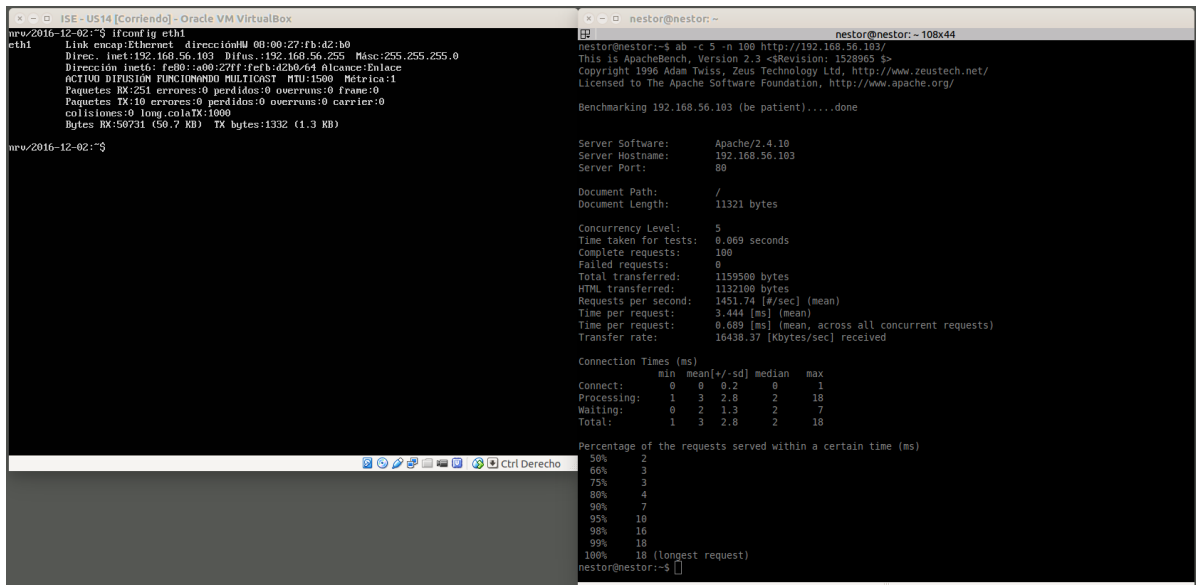 ISE - US14 [Corriendo] - Oracle VM VirtualBox
nrv/2016-12-02:~$ ifconfig eth1
eth1      Link encap:Ethernet  direcciónHW 08:00:27:fb:d2:b0
          Direc. inet:192.168.56.103  Difus.:192.168.56.255  Másc:255.255.255.0
          Dirección inet6: fe80::a00:27ff:fefb:d2b0/64 Alcance:Enlace
          ACTIVO DIFUSIÓN FUNCIONANDO MULTICAST  MTU:1500  Métrica:1
          Paquetes RX:251 errores:0 perdidos:0 overruns:0 frame:0
          Paquetes TX:10 errores:0 perdidos:0 overruns:0 carrier:0
          colisiones:0 long.colaTX:1000
          Bytes RX:50731 (50.7 KB)  TX bytes:1332 (1.3 KB)
nrv/2016-12-02:~$
Ctrl Derecho
nestor@nestor: ~
nestor@nestor: ~ 108x44
nestor@nestor:~$ ab -c 5 -n 100 http://192.168.56.103/
This is ApacheBench, Version 2.3 <$Revision: 1528965 $>
Copyright 1996 Adam Twiss, Zeus Technology Ltd, http://www.zeustech.net/
Licensed to The Apache Software Foundation, http://www.apache.org/
Benchmarking 192.168.56.103 (be patient).....done
Server Software:        Apache/2.4.10
Server Hostname:        192.168.56.103
Server Port:            80
Document Path:          /
Document Length:        11321 bytes
Concurrency Level:      5
Time taken for tests:   0.069 seconds
Complete requests:      100
Failed requests:        0
Total transferred:      1159500 bytes
HTML transferred:       1132100 bytes
Requests per second:    1451.74 [#/sec] (mean)
Time per request:       3.444 [ms] (mean)
Time per request:       0.689 [ms] (mean, across all concurrent requests)
Transfer rate:          16438.37 [Kbytes/sec] received
Connection Times (ms)
              min  mean[+/-sd] median   max
Connect:        0    0   0.2      0       1
Processing:     1    3   2.8      2      18
Waiting:        0    2   1.3      2       7
Total:          1    3   2.8      2      18
Percentage of the requests served within a certain time (ms)
  50%      2
  66%      3
  75%      3
  80%      4
  90%      7
  95%     10
  98%     16
  99%     18
 100%     18 (longest request)
nestor@nestor:~$